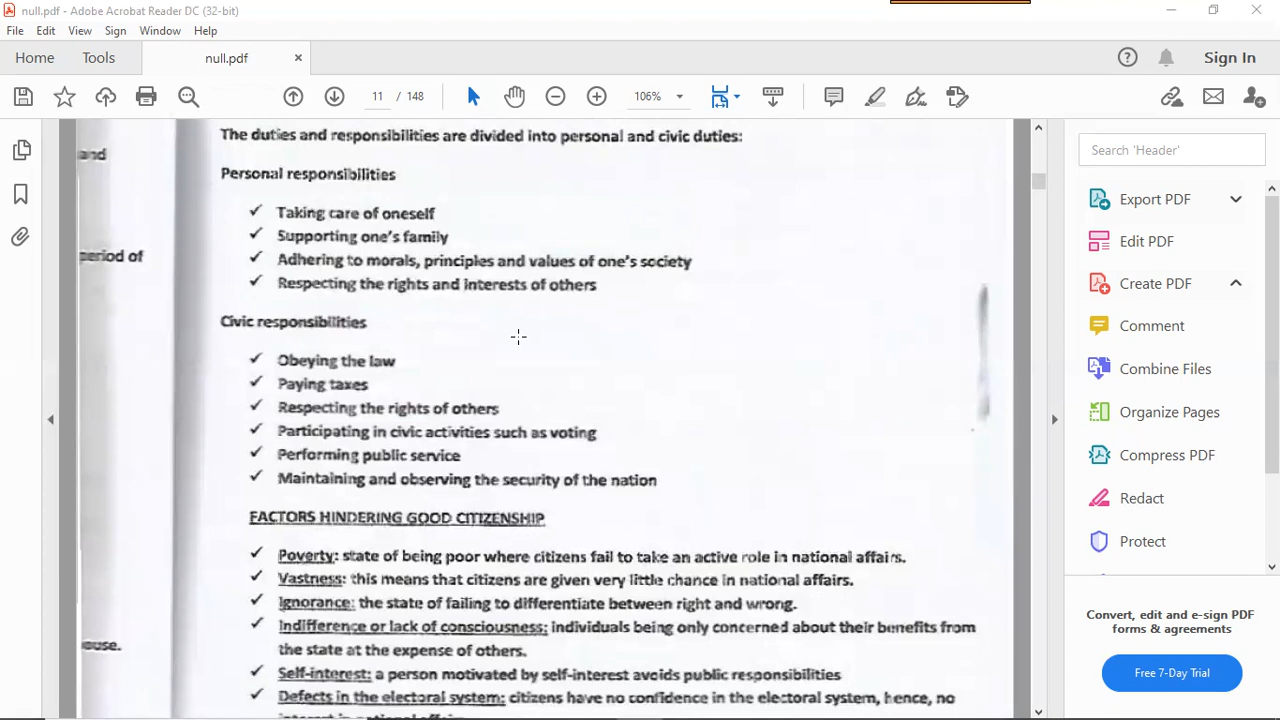 null.pdf - Adobe Acrobat Reader DC (32-bit)
File Edit View Sign Window Help
Home Tools null.pdf × Sign In
11 / 148 106%
The duties and responsibilities are divided into personal and civic duties:
and
Personal responsibilities
✓ Taking care of oneself
✓ Supporting one's family
period of
✓ Adhering to morals, principles and values of one's society
✓ Respecting the rights and interests of others
Civic responsibilities
✓ Obeying the law
✓ Paying taxes
✓ Respecting the rights of others
✓ Participating in civic activities such as voting
✓ Performing public service
✓ Maintaining and observing the security of the nation
FACTORS HINDERING GOOD CITIZENSHIP
✓ Poverty: state of being poor where citizens fail to take an active role in national affairs.
✓ Vastness: this means that citizens are given very little chance in national affairs.
✓ Ignorance: the state of failing to differentiate between right and wrong.
✓ Indifference or lack of consciousness: individuals being only concerned about their benefits from
the state at the expense of others.
✓ Self-interest: a person motivated by self-interest avoids public responsibilities
✓ Defects in the electoral system: citizens have no confidence in the electoral system, hence, no
Search 'Header'
Export PDF
Edit PDF
Create PDF
Comment
Combine Files
Organize Pages
Compress PDF
Redact
Protect
Convert, edit and e-sign PDF
forms & agreements
Free 7-Day Trial